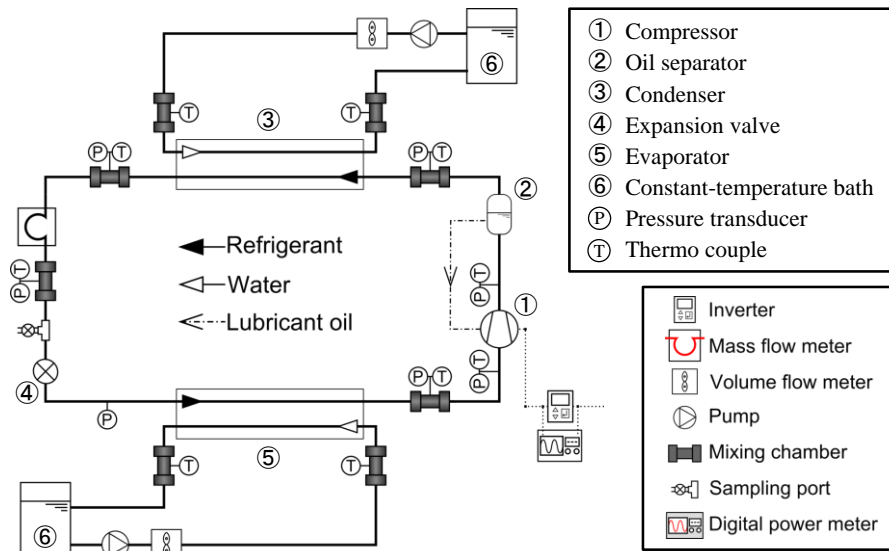 ⑥
T
T
③
P T
P T
②
Refrigerant
Water
Lubricant oil
T
P
T
P
①
T
P
④
P
P T
T
⑤
T
⑥
① Compressor
② Oil separator
③ Condenser
④ Expansion valve
⑤ Evaporator
⑥ Constant-temperature bath
Ⓟ Pressure transducer
Ⓣ Thermo couple
Inverter
Mass flow meter
Volume flow meter
Pump
Mixing chamber
Sampling port
Digital power meter